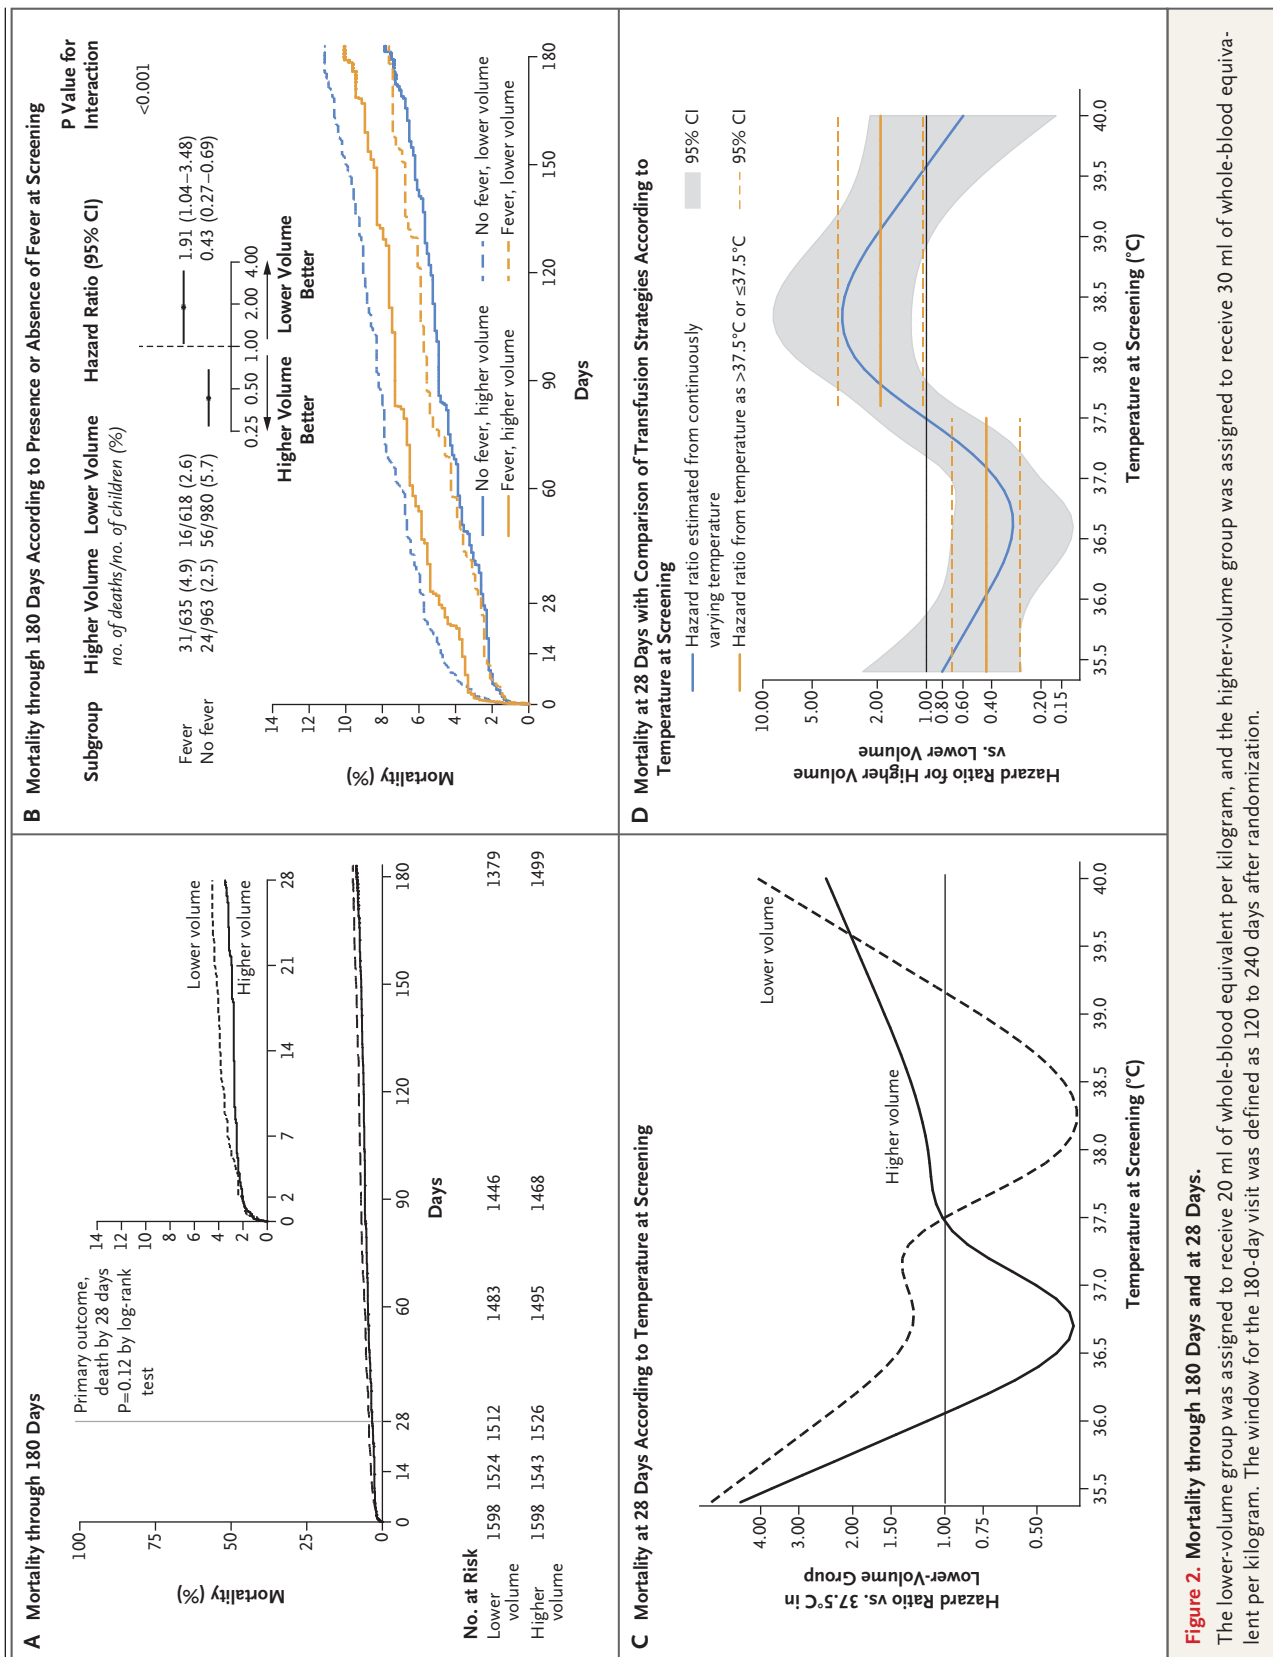 A Mortality through 180 Days
Mortality (%)
100
75
50
25
0
Primary outcome,
death by 28 days
P=0.12 by log-rank
test
14
12
10
8
6
4
2
0
Lower volume
Higher volume
0 2 7 14 21 28
0 14 28 60 90 120 150 180
Days
No. at Risk
Lower
volume
1598 1524 1512 1483 1446 1379
Higher
volume
1598 1543 1526 1495 1468 1499
B Mortality through 180 Days According to Presence or Absence of Fever at Screening
Subgroup Higher Volume Lower Volume Hazard Ratio (95% CI) P Value for
Interaction
no. of deaths/no. of children (%)
<0.001
Fever 31/635 (4.9) 16/618 (2.6) 1.91 (1.04–3.48)
No fever 24/963 (2.5) 56/980 (5.7) 0.43 (0.27–0.69)
0.25 0.50 1.00 2.00 4.00
Higher Volume
Better
Lower Volume
Better
Mortality (%)
14
12
10
8
6
4
2
0
No fever, higher volume No fever, lower volume
Fever, higher volume Fever, lower volume
0 14 28 60 90 120 150 180
Days
C Mortality at 28 Days According to Temperature at Screening
Hazard Ratio vs. 37.5°C in
Lower-Volume Group
4.00
3.00
2.00
1.50
1.00
0.75
0.50
Lower volume
Higher volume
35.5 36.0 36.5 37.0 37.5 38.0 38.5 39.0 39.5 40.0
Temperature at Screening (°C)
D Mortality at 28 Days with Comparison of Transfusion Strategies According to
Temperature at Screening
Hazard ratio estimated from continuously
varying temperature
95% CI
Hazard ratio from temperature as >37.5°C or ≤37.5°C
95% CI
Hazard Ratio for Higher Volume
vs. Lower Volume
10.00
5.00
2.00
1.00
0.80
0.60
0.40
0.20
0.15
35.5 36.0 36.5 37.0 37.5 38.0 38.5 39.0 39.5 40.0
Temperature at Screening (°C)
Figure 2. Mortality through 180 Days and at 28 Days.
The lower-volume group was assigned to receive 20 ml of whole-blood equivalent per kilogram, and the higher-volume group was assigned to receive 30 ml of whole-blood equiva-
lent per kilogram. The window for the 180-day visit was defined as 120 to 240 days after randomization.